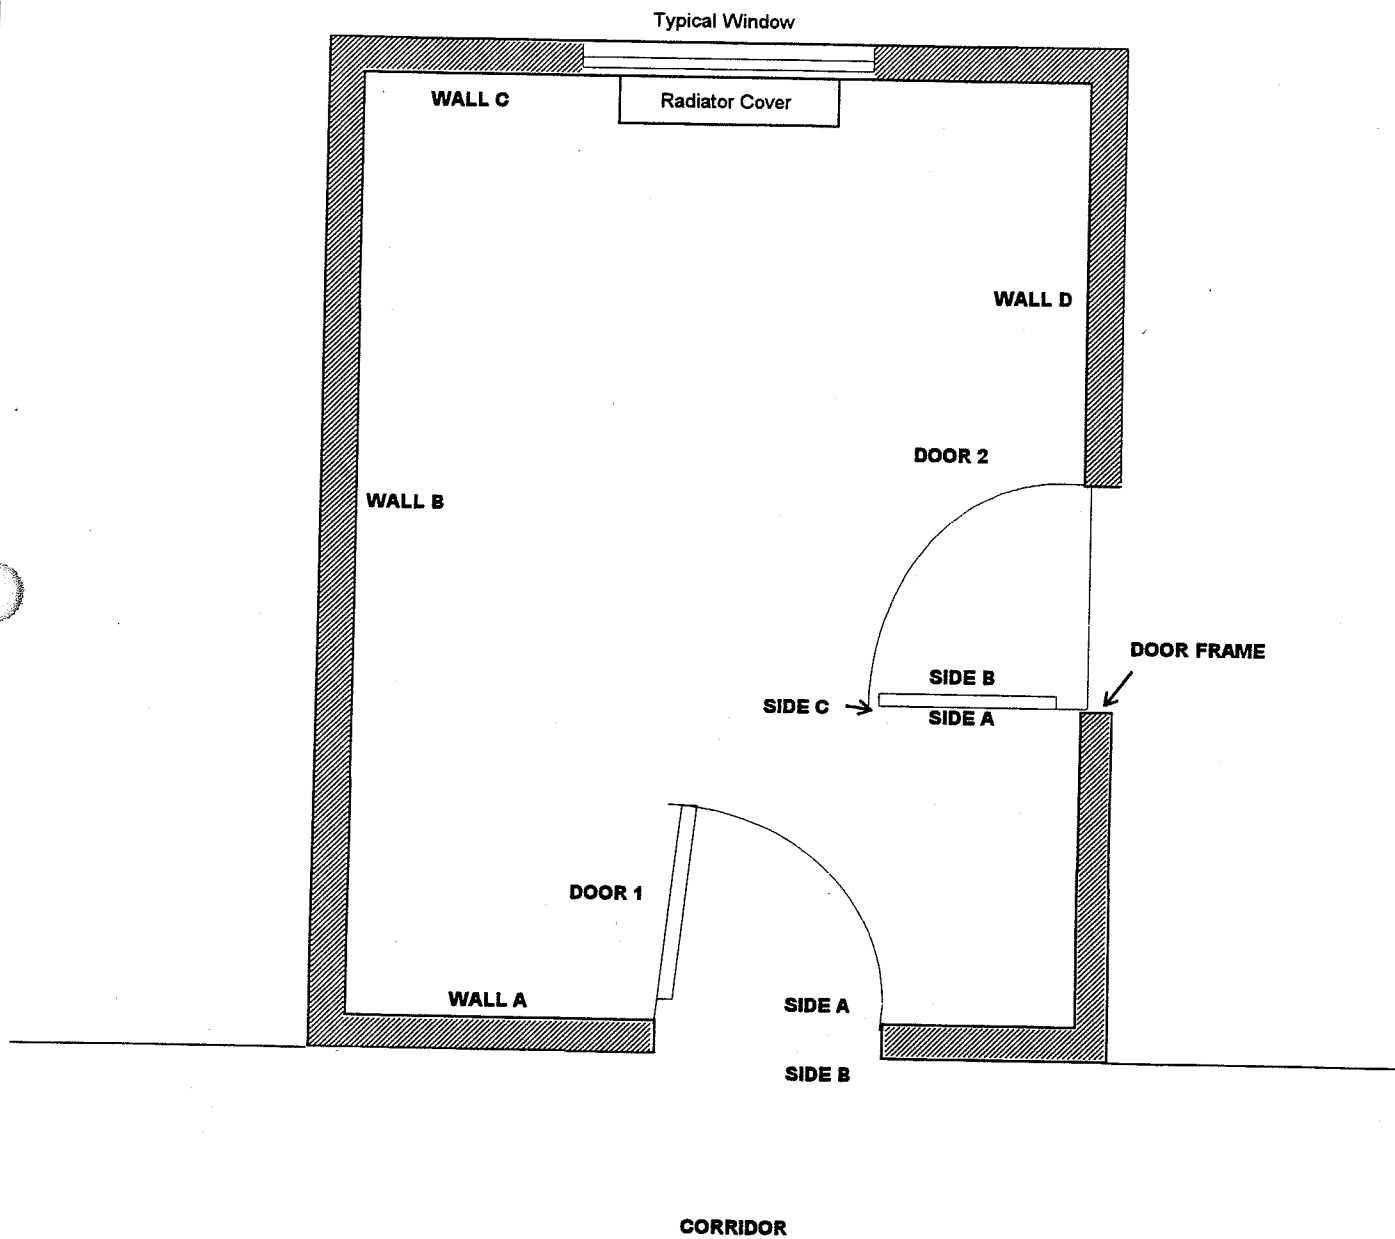 Typical Window
WALL C
Radiator Cover
WALL D
DOOR 2
WALL B
DOOR FRAME
SIDE B
SIDE C
SIDE A
DOOR 1
WALL A
SIDE A
SIDE B
CORRIDOR